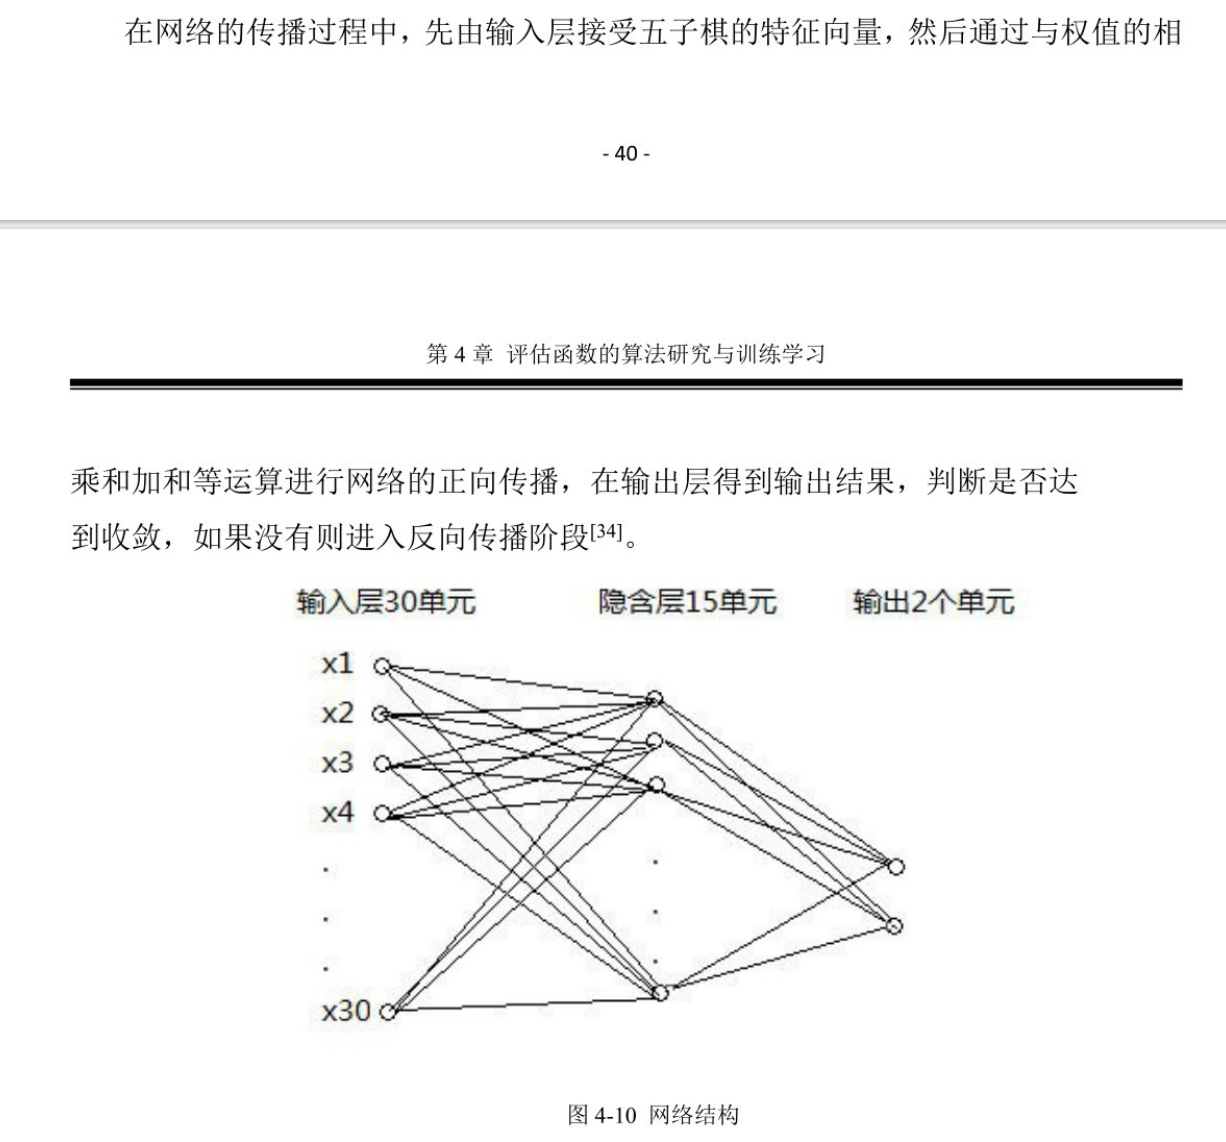 在网络的传播过程中，先由输入层接受五子棋的特征向量，然后通过与权值的相
- 40 -
第 4 章 评估函数的算法研究与训练学习
乘和加和等运算进行网络的正向传播，在输出层得到输出结果，判断是否达
到收敛，如果没有则进入反向传播阶段[34]。
输入层30单元 隐含层15单元 输出2个单元
x1
x2
x3
x4
x30
图 4-10 网络结构